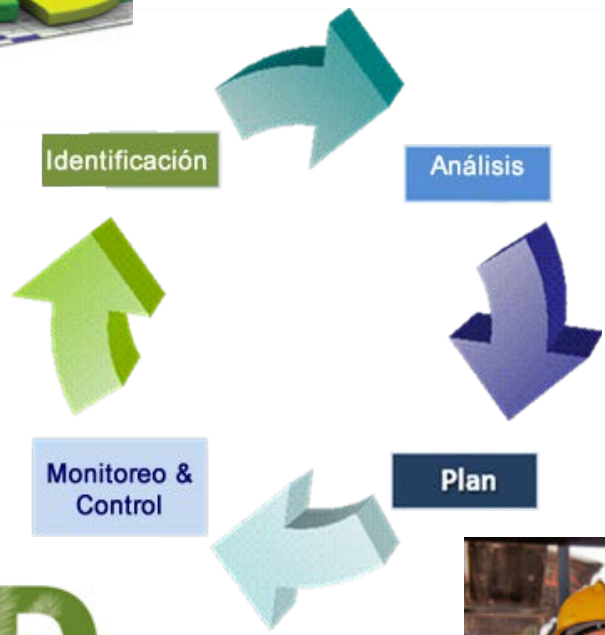 Identificación
Análisis
Plan
Monitoreo &
Control